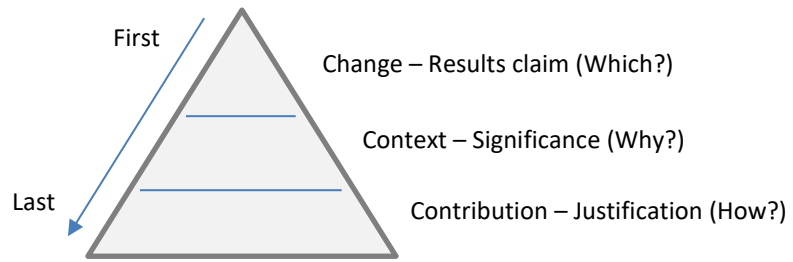 First
Change – Results claim (Which?)
Context – Significance (Why?)
Last
Contribution – Justification (How?)